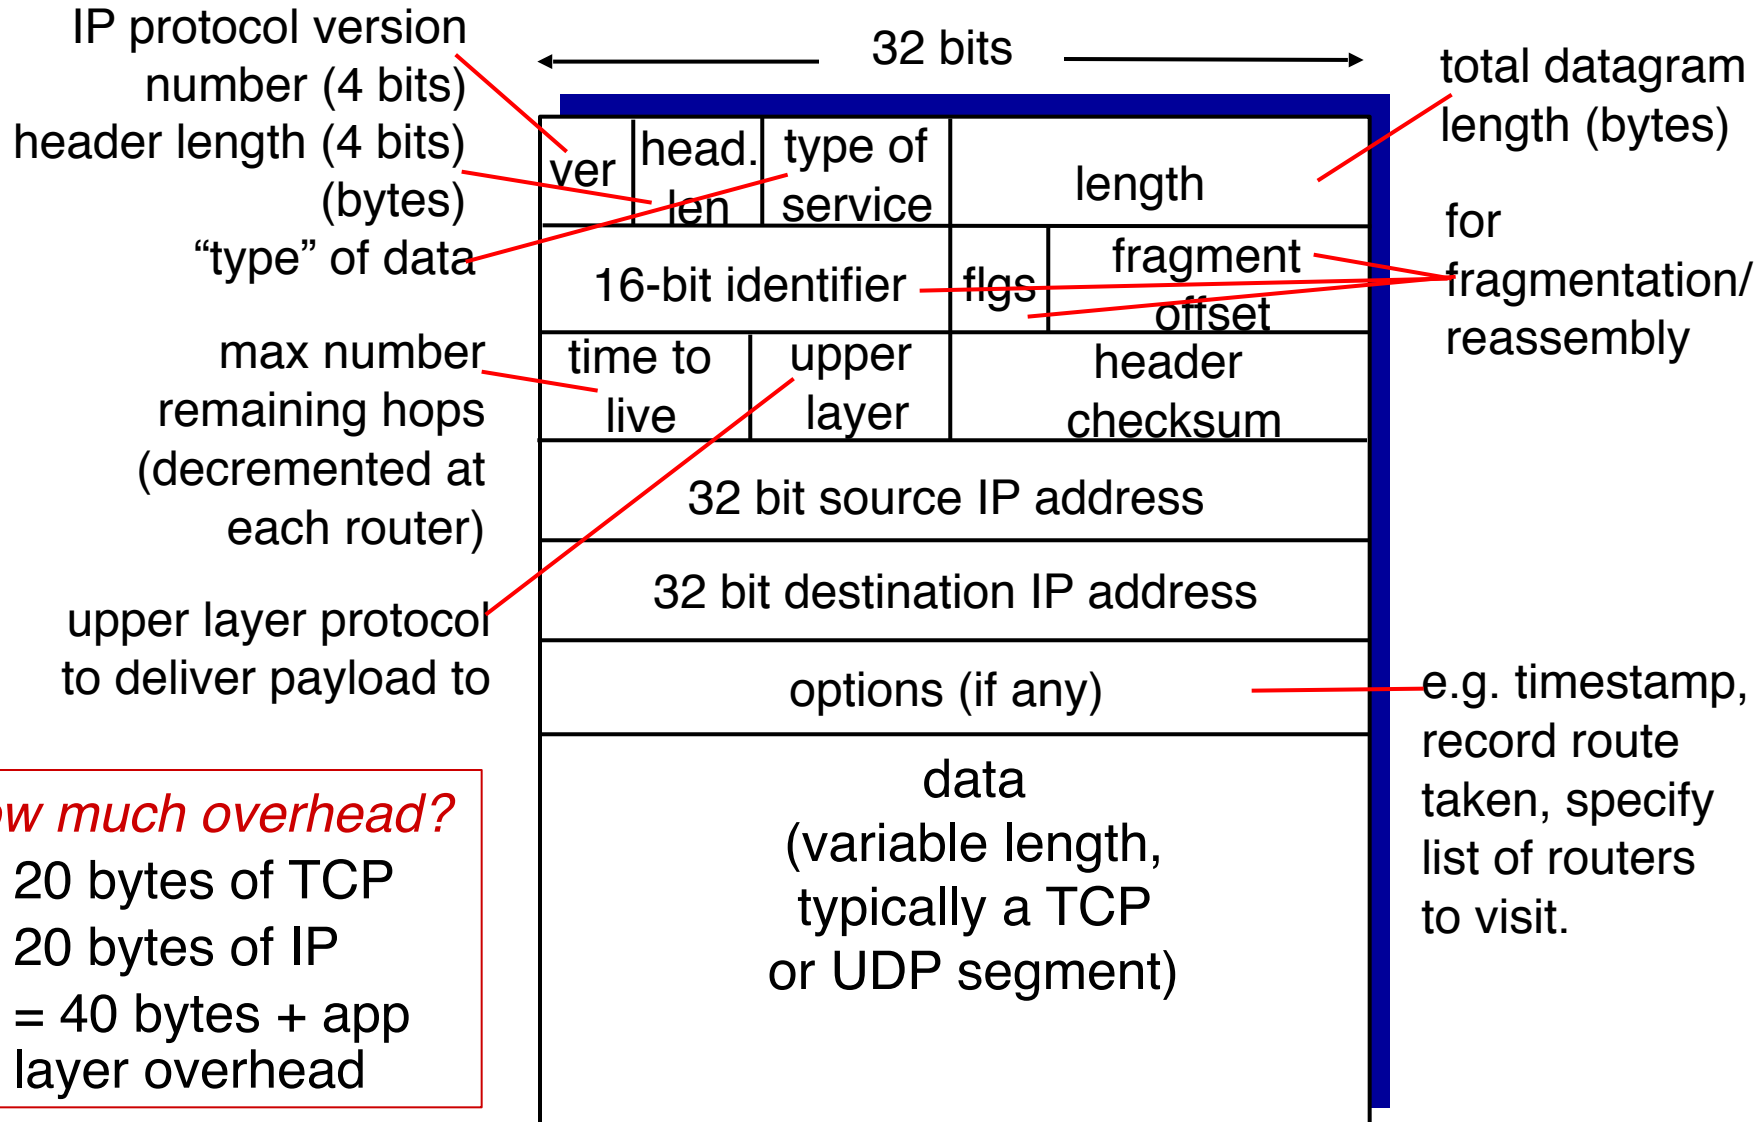 IP protocol version
number (4 bits)
header length (4 bits)
(bytes)
“type” of data
max number
remaining hops
(decremented at
each router)
upper layer protocol
to deliver payload to
ow much overhead?
20 bytes of TCP
20 bytes of IP
= 40 bytes + app
layer overhead
32 bits
ver
head.
len
type of
service
length
16-bit identifier
flgs
fragment
offset
time to
live
upper
layer
header
checksum
32 bit source IP address
32 bit destination IP address
options (if any)
data
(variable length,
typically a TCP
or UDP segment)
total datagram
length (bytes)
for
fragmentation/
reassembly
e.g. timestamp,
record route
taken, specify
list of routers
to visit.